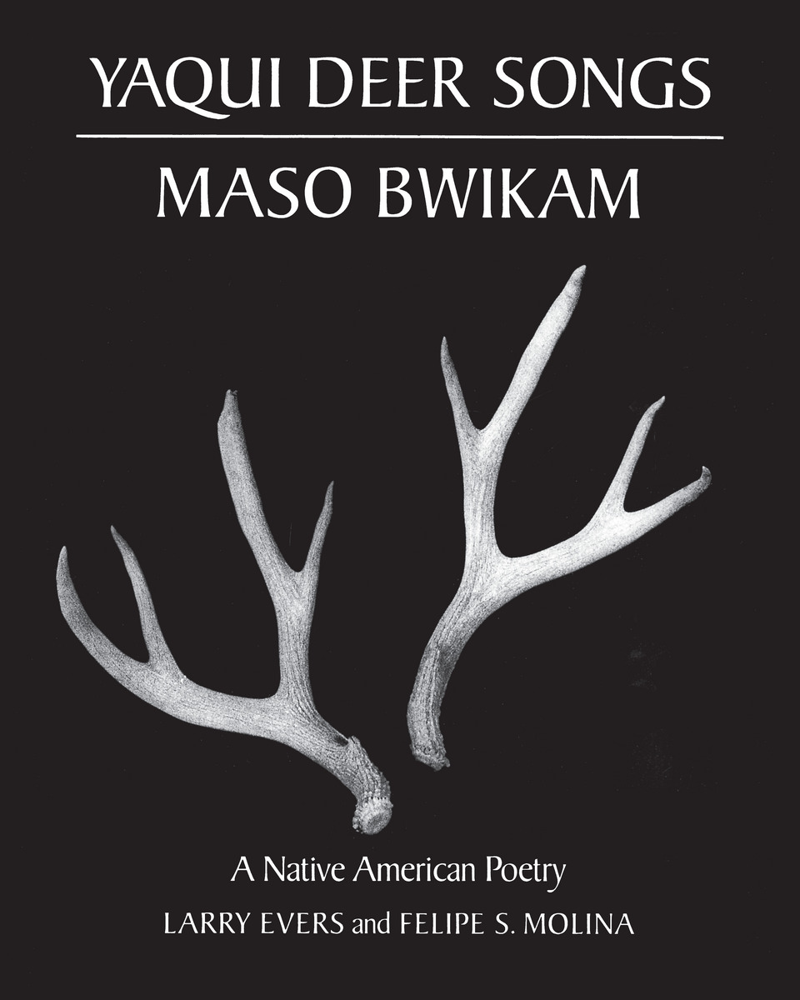 YAQUI DEER SONGS
MASO BWIKAM
A Native American Poetry
LARRY EVERS and FELIPE S. MOLINA